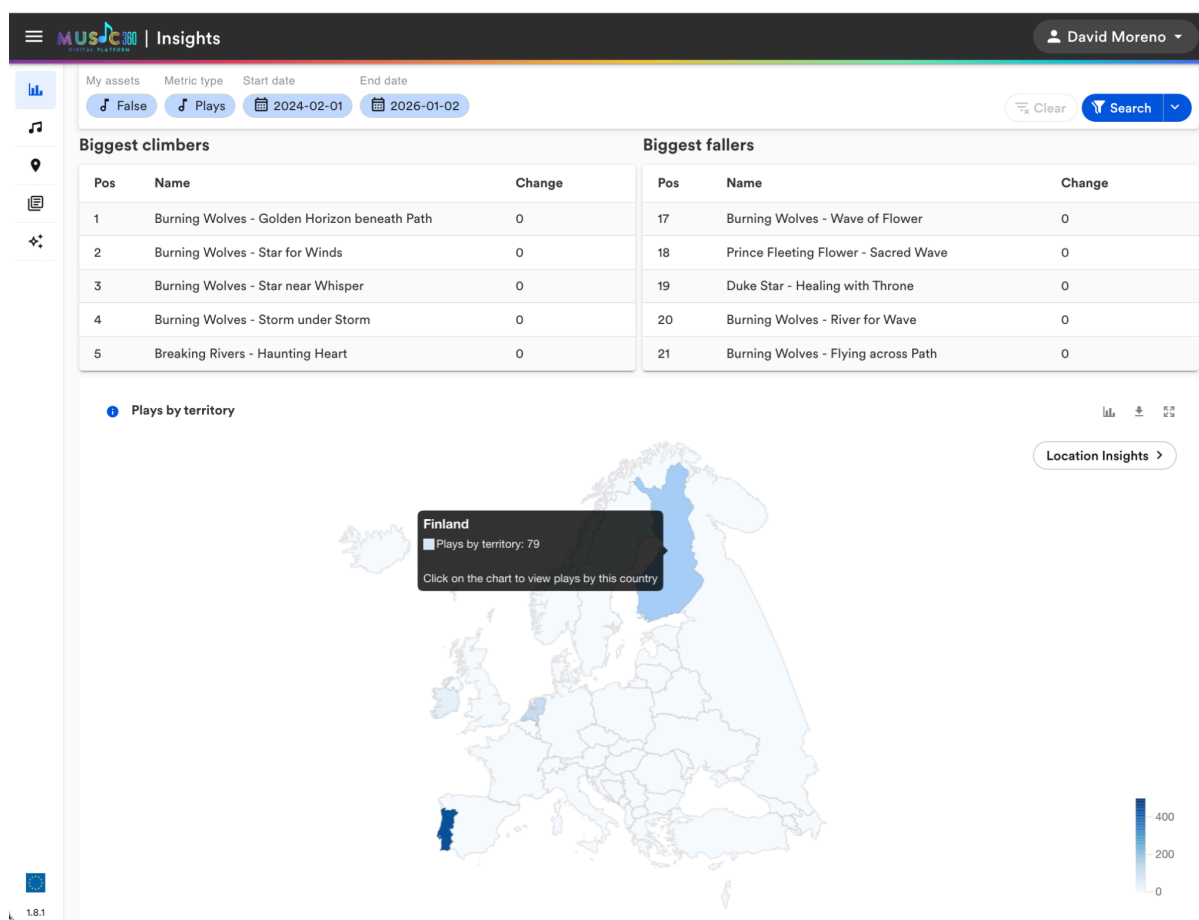 MUSIC360 | Insights
DIGITAL PLATFORM
David Moreno
My assets Metric type Start date End date
False Plays 2024-02-01 2026-01-02
Clear Search
Biggest climbers
Pos Name Change
1 Burning Wolves - Golden Horizon beneath Path 0
2 Burning Wolves - Star for Winds 0
3 Burning Wolves - Star near Whisper 0
4 Burning Wolves - Storm under Storm 0
5 Breaking Rivers - Haunting Heart 0
Biggest fallers
Pos Name Change
17 Burning Wolves - Wave of Flower 0
18 Prince Fleeting Flower - Sacred Wave 0
19 Duke Star - Healing with Throne 0
20 Burning Wolves - River for Wave 0
21 Burning Wolves - Flying across Path 0
Plays by territory
Location Insights
Finland
Plays by territory: 79
Click on the chart to view plays by this country
400
200
0
1.8.1